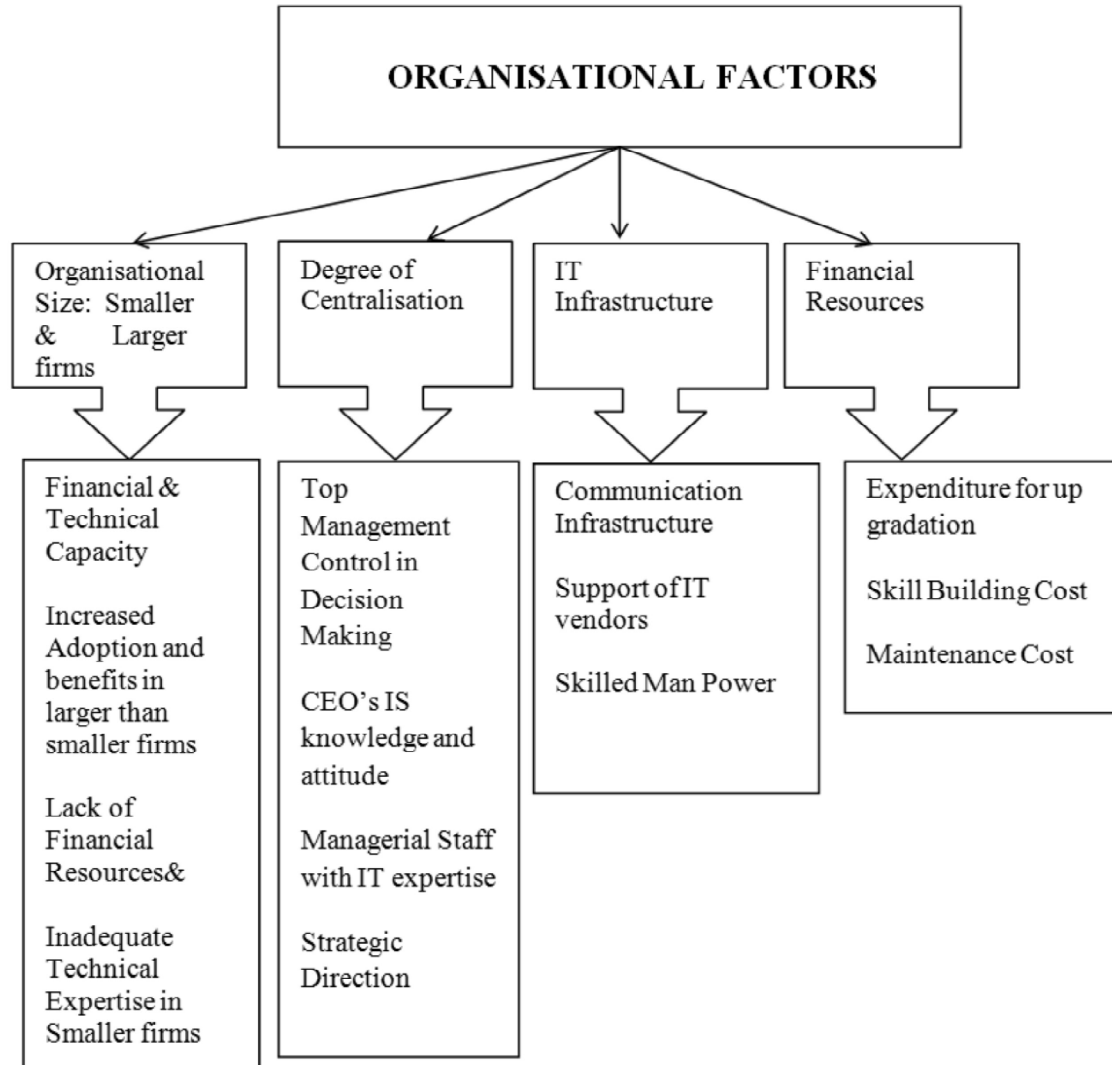 ORGANISATIONAL FACTORS
Organisational
Size: Smaller
& Larger
firms
Degree of
Centralisation
IT
Infrastructure
Financial
Resources
Financial &
Technical
Capacity
Increased
Adoption and
benefits in
larger than
smaller firms
Lack of
Financial
Resources&
Inadequate
Technical
Expertise in
Smaller firms
Top
Management
Control in
Decision
Making
CEO’s IS
knowledge and
attitude
Managerial Staff
with IT expertise
Strategic
Direction
Communication
Infrastructure
Support of IT
vendors
Skilled Man Power
Expenditure for up
gradation
Skill Building Cost
Maintenance Cost